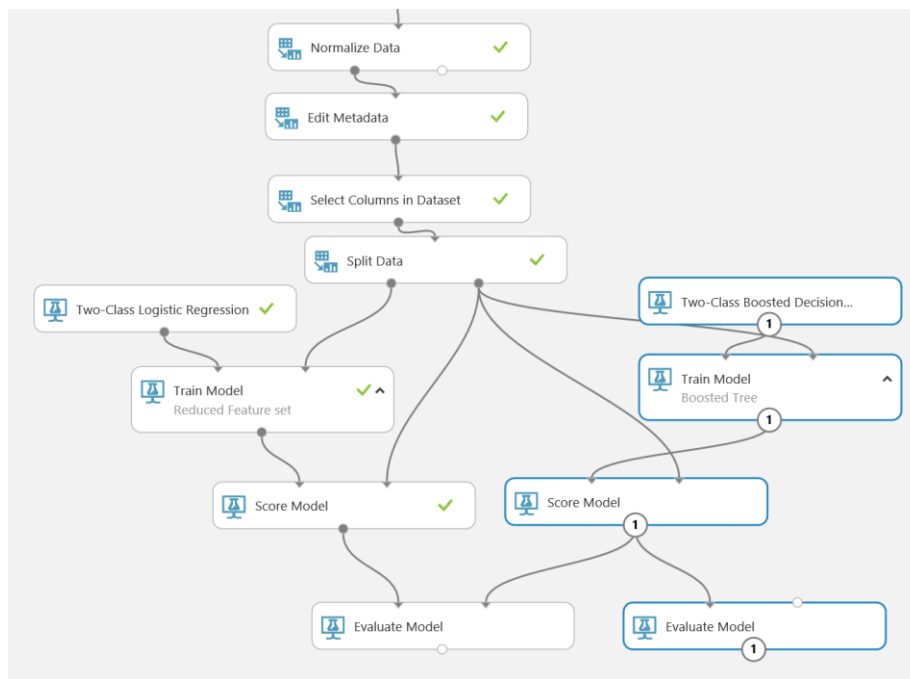 Normalize Data
Edit Metadata
Select Columns in Dataset
Split Data
Two-Class Logistic Regression
Two-Class Boosted Decision...
1
Train Model
Reduced Feature set
Train Model
Boosted Tree
1
Score Model
Score Model
1
Evaluate Model
Evaluate Model
1